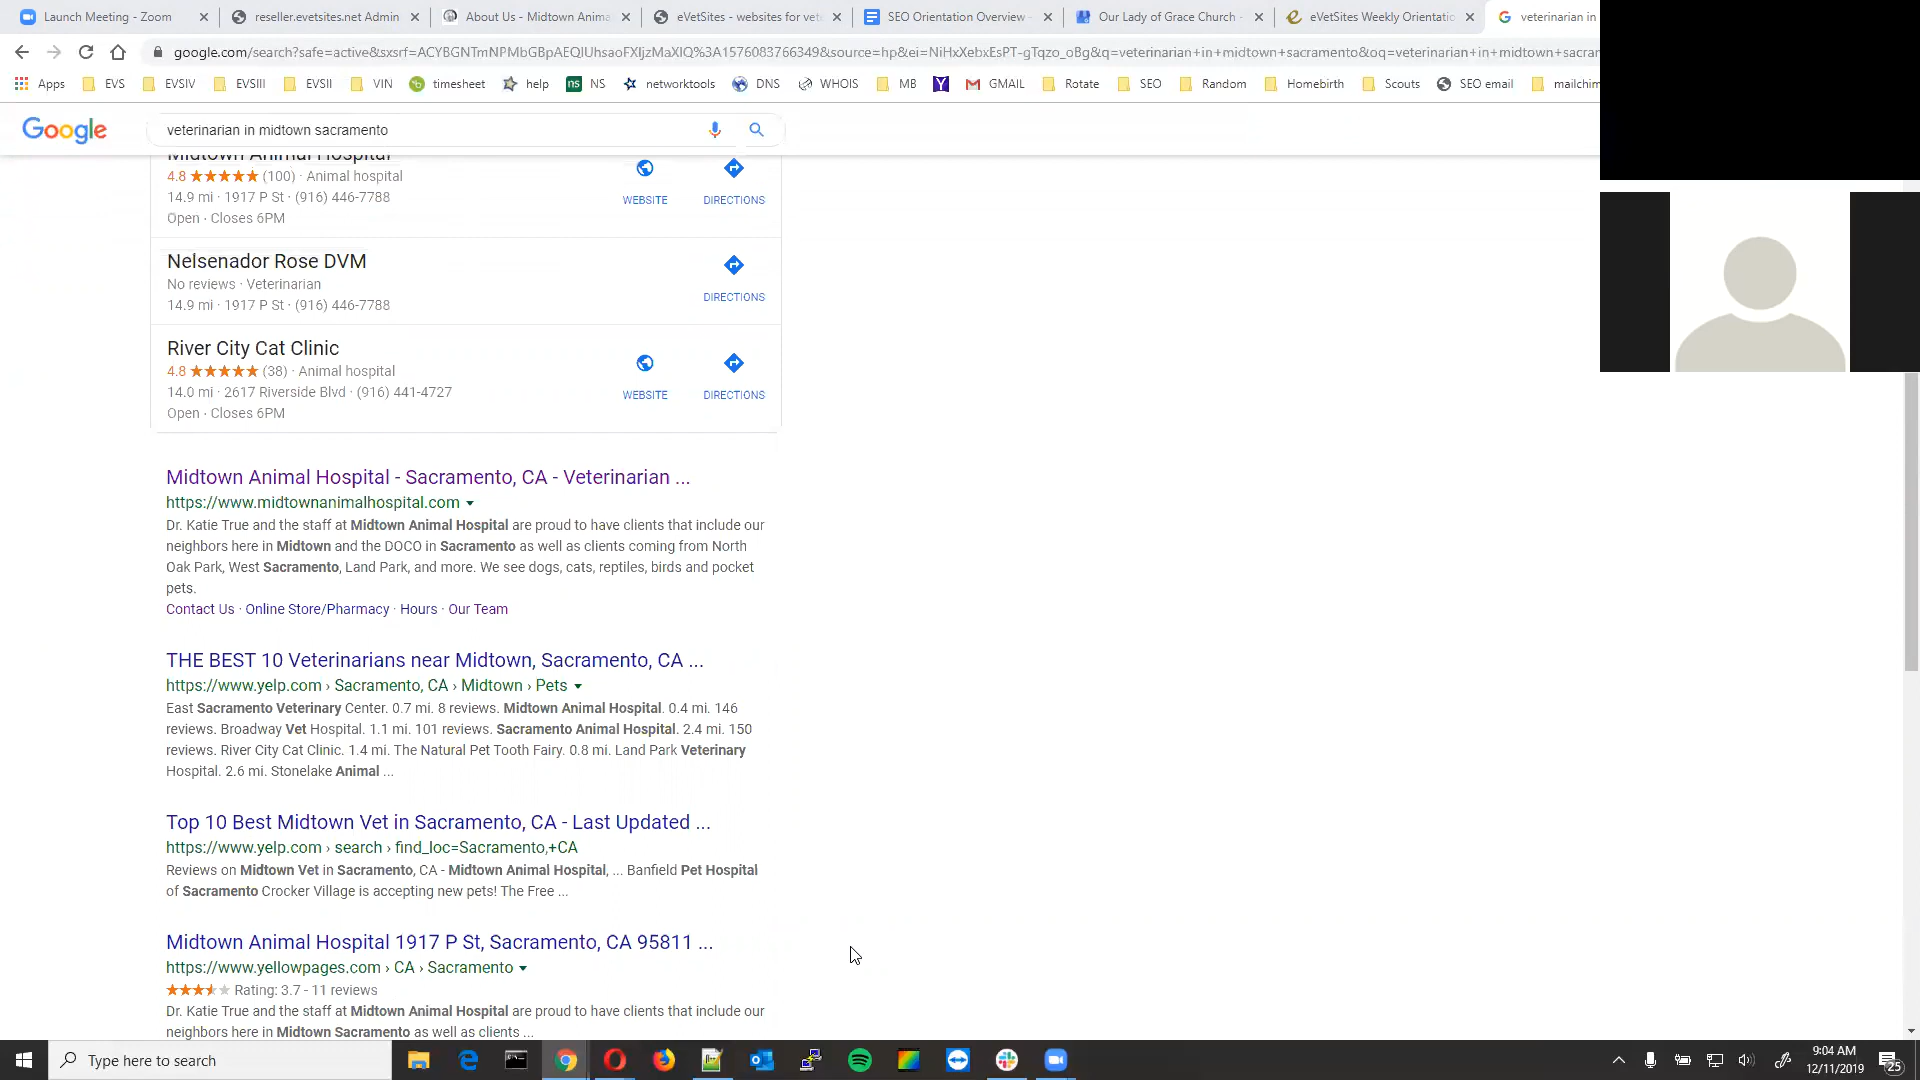 Launch Meeting - Zoom
reseller.evetsites.net Admin
About Us - Midtown Anima
eVetSites - websites for vet
SEO Orientation Overview -
Our Lady of Grace Church -
eVetSites Weekly Orientatio
veterinarian in
google.com/search?safe=active&sxsrf=ACYBGNTmNPMbGBpAEQIUhsaoFXIjzMaXIQ%3A1576083766349&source=hp&ei=NiHxXebxEsPT-gTqzo_oBg&q=veterinarian+in+midtown+sacramento&oq=veterinarian+in+midtown+sacrar
Apps EVS EVSIV EVSIII EVSII VIN timesheet help NS networktools DNS WHOIS MB GMAIL Rotate SEO Random Homebirth Scouts SEO email mailchim
Google
veterinarian in midtown sacramento
Midtown Animal Hospital
4.8 (100) · Animal hospital
14.9 mi · 1917 P St · (916) 446-7788
Open · Closes 6PM
WEBSITE
DIRECTIONS
Nelsenador Rose DVM
No reviews · Veterinarian
14.9 mi · 1917 P St · (916) 446-7788
DIRECTIONS
River City Cat Clinic
4.8 (38) · Animal hospital
14.0 mi · 2617 Riverside Blvd · (916) 441-4727
Open · Closes 6PM
WEBSITE
DIRECTIONS
Midtown Animal Hospital - Sacramento, CA - Veterinarian ...
https://www.midtownanimalhospital.com
Dr. Katie True and the staff at Midtown Animal Hospital are proud to have clients that include our
neighbors here in Midtown and the DOCO in Sacramento as well as clients coming from North
Oak Park, West Sacramento, Land Park, and more. We see dogs, cats, reptiles, birds and pocket
pets.
Contact Us · Online Store/Pharmacy · Hours · Our Team
THE BEST 10 Veterinarians near Midtown, Sacramento, CA ...
https://www.yelp.com › Sacramento, CA › Midtown › Pets
East Sacramento Veterinary Center. 0.7 mi. 8 reviews. Midtown Animal Hospital. 0.4 mi. 146
reviews. Broadway Vet Hospital. 1.1 mi. 101 reviews. Sacramento Animal Hospital. 2.4 mi. 150
reviews. River City Cat Clinic. 1.4 mi. The Natural Pet Tooth Fairy. 0.8 mi. Land Park Veterinary
Hospital. 2.6 mi. Stonelake Animal ...
Top 10 Best Midtown Vet in Sacramento, CA - Last Updated ...
https://www.yelp.com › search › find_loc=Sacramento,+CA
Reviews on Midtown Vet in Sacramento, CA - Midtown Animal Hospital, ... Banfield Pet Hospital
of Sacramento Crocker Village is accepting new pets! The Free ...
Midtown Animal Hospital 1917 P St, Sacramento, CA 95811 ...
https://www.yellowpages.com › CA › Sacramento
Rating: 3.7 - 11 reviews
Dr. Katie True and the staff at Midtown Animal Hospital are proud to have clients that include our
neighbors here in Midtown Sacramento as well as clients ...
Type here to search
9:04 AM
12/11/2019
25